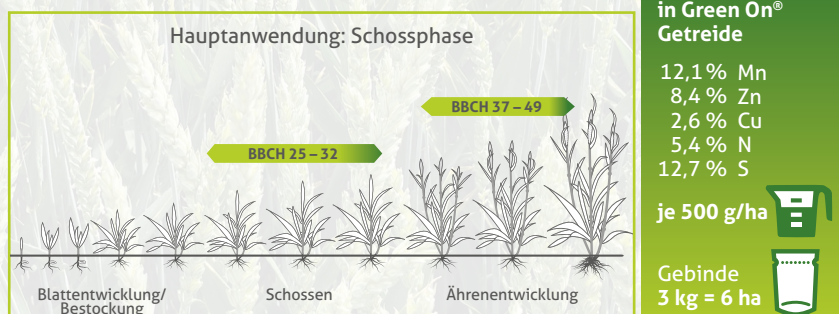 Hauptanwendung: Schossphase
BBCH 37 – 49
BBCH 25 – 32
Blattentwicklung/
Bestockung
Schossen
Ährenentwicklung
in Green On®
Getreide
12,1 % Mn
8,4 % Zn
2,6 % Cu
5,4 % N
12,7 % S
je 500 g/ha
Gebinde
3 kg = 6 ha